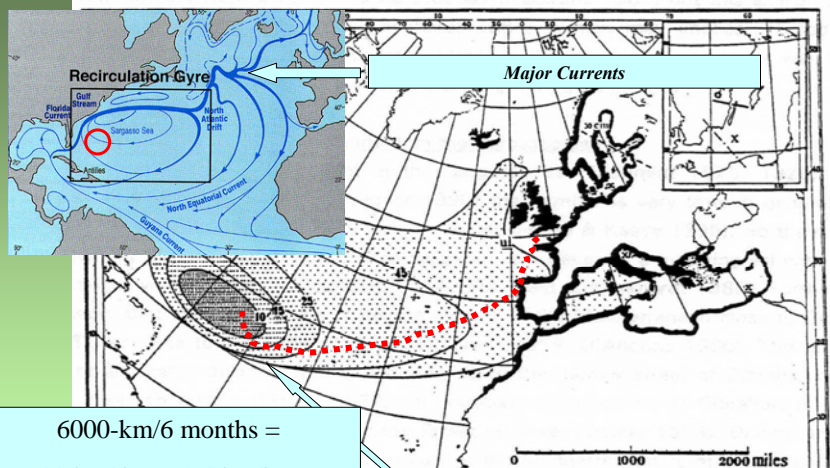 Recirculation Gyre
Major Currents
Gulf
Stream
Florida
Current
North
Atlantic
Drift
Sargasso Sea
Antilles
North Equatorial Current
Guyana Current
45
25
15
10
X
6000-km/6 months =
0 1000 2000 miles